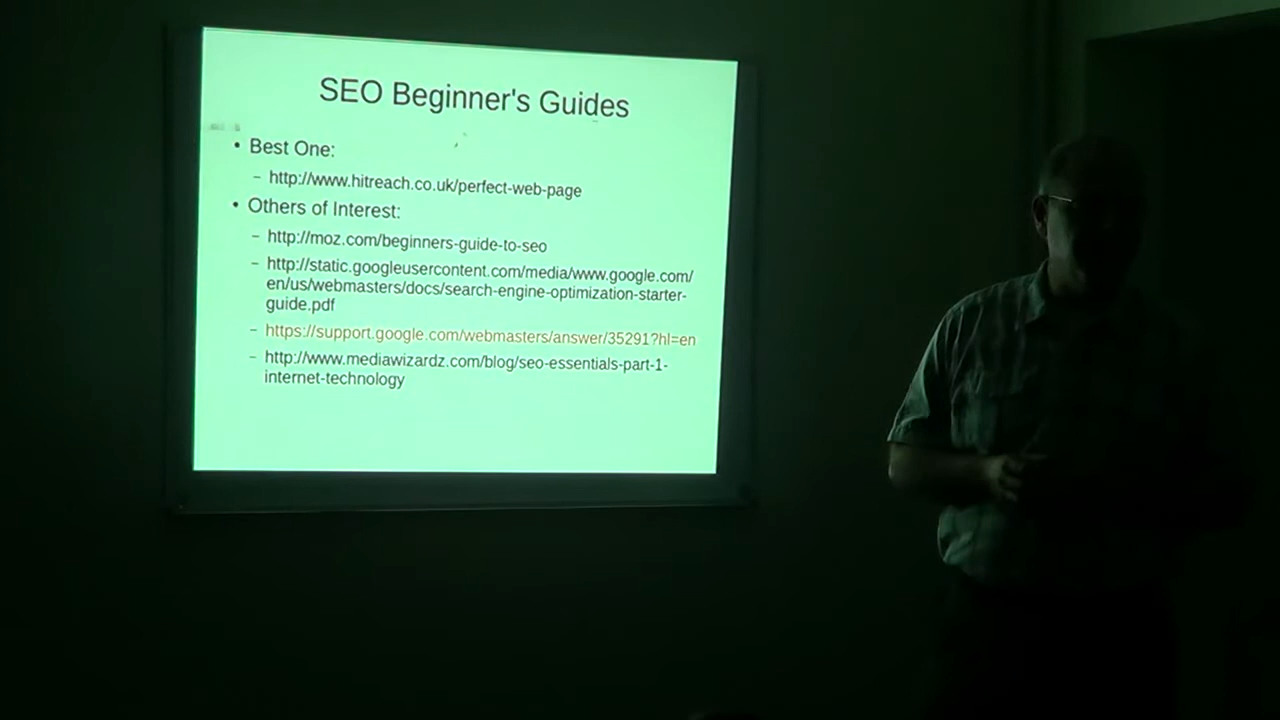 SEO Beginner's Guides
• Best One:
– http://www.hitreach.co.uk/perfect-web-page
• Others of Interest:
– http://moz.com/beginners-guide-to-seo
– http://static.googleusercontent.com/media/www.google.com/
en/us/webmasters/docs/search-engine-optimization-starter-
guide.pdf
– https://support.google.com/webmasters/answer/35291?hl=en
– http://www.mediawizardz.com/blog/seo-essentials-part-1-
internet-technology